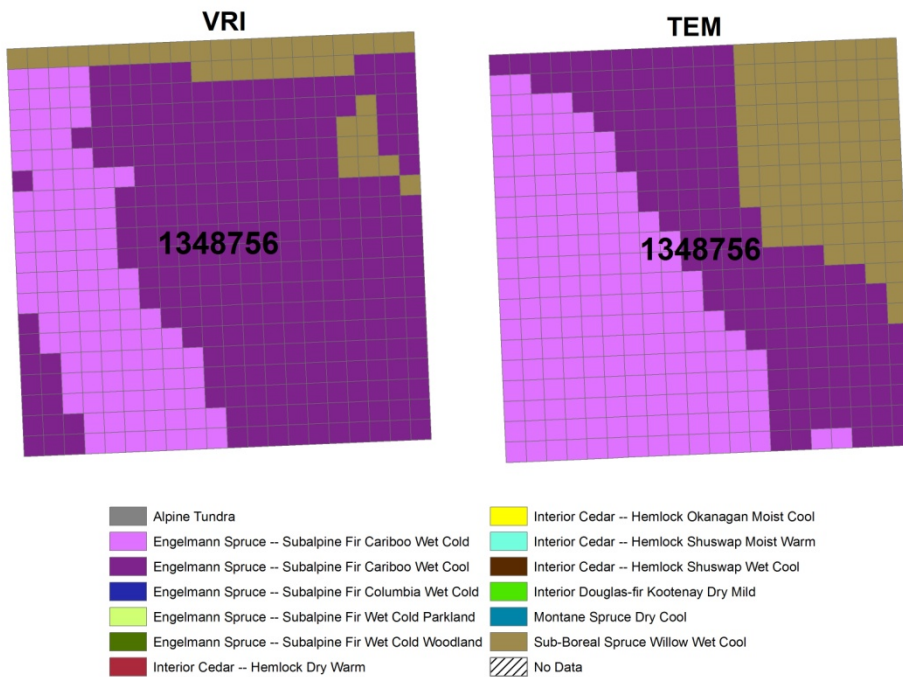 VRI
TEM
1348756
1348756
Alpine Tundra
Engelmann Spruce -- Subalpine Fir Cariboo Wet Cold
Engelmann Spruce -- Subalpine Fir Cariboo Wet Cool
Engelmann Spruce -- Subalpine Fir Columbia Wet Cold
Engelmann Spruce -- Subalpine Fir Wet Cold Parkland
Engelmann Spruce -- Subalpine Fir Wet Cold Woodland
Interior Cedar -- Hemlock Dry Warm
Interior Cedar -- Hemlock Okanagan Moist Cool
Interior Cedar -- Hemlock Shuswap Moist Warm
Interior Cedar -- Hemlock Shuswap Wet Cool
Interior Douglas-fir Kootenay Dry Mild
Montane Spruce Dry Cool
Sub-Boreal Spruce Willow Wet Cool
No Data